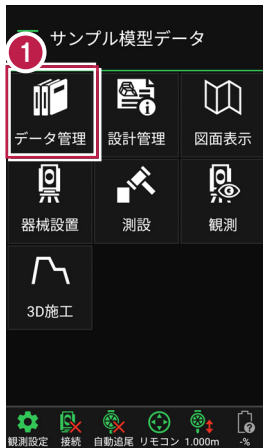 サンプル模型データ
1
データ管理 設計管理 図面表示
器械設置 測設 観測
3D施工
観測設定 接続 自動追尾 リモコン 1.000m -%